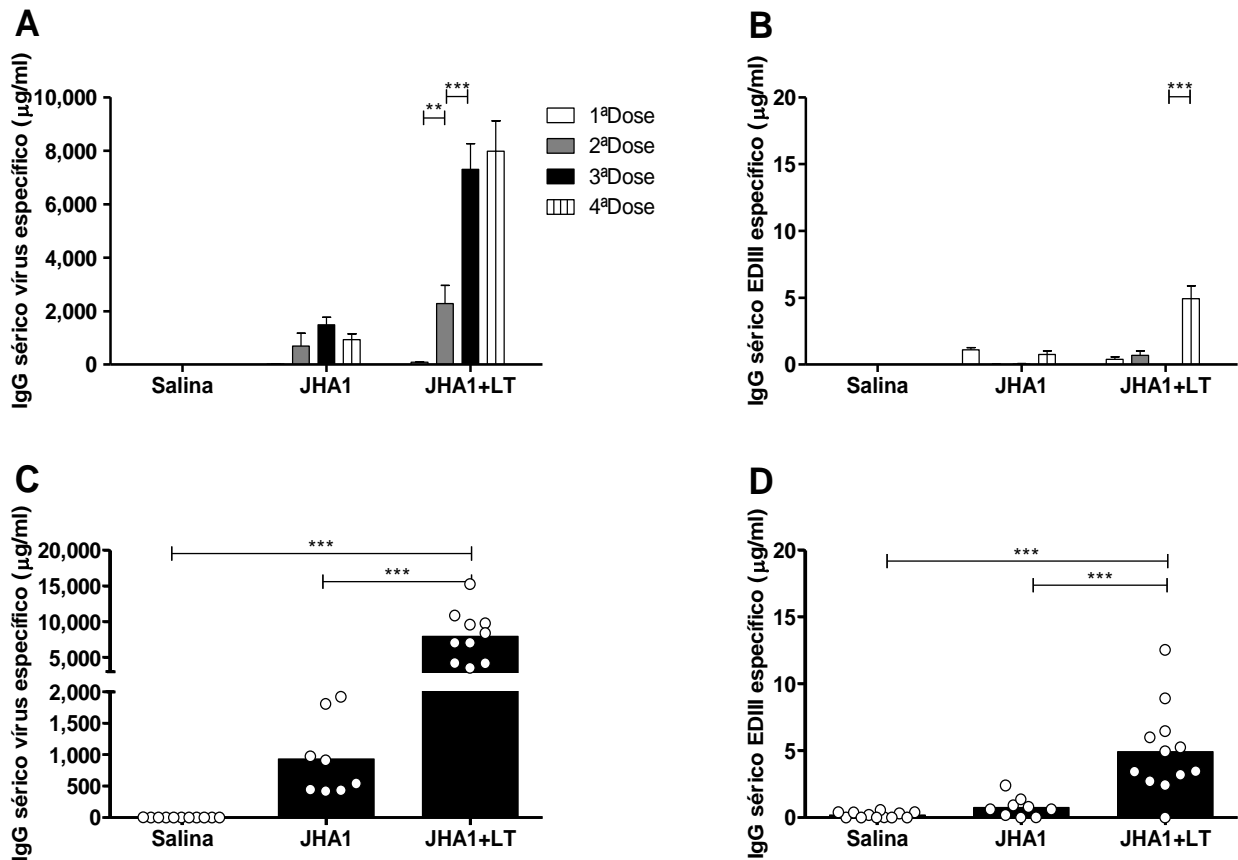 A
IgG sérico vírus específico (µg/ml)
10,000
8,000
6,000
4,000
2,000
0
** ***
Salina JHA1 JHA1+LT
1ªDose
2ªDose
3ªDose
4ªDose
B
IgG sérico EDIII específico (µg/ml)
20
15
10
5
0
***
Salina JHA1 JHA1+LT
C
IgG sérico vírus específico (µg/ml)
20,000
15,000
10,000
5,000
2,000
1,500
1,000
500
0
***
***
Salina JHA1 JHA1+LT
D
IgG sérico EDIII específico (µg/ml)
20
15
10
5
0
***
***
Salina JHA1 JHA1+LT